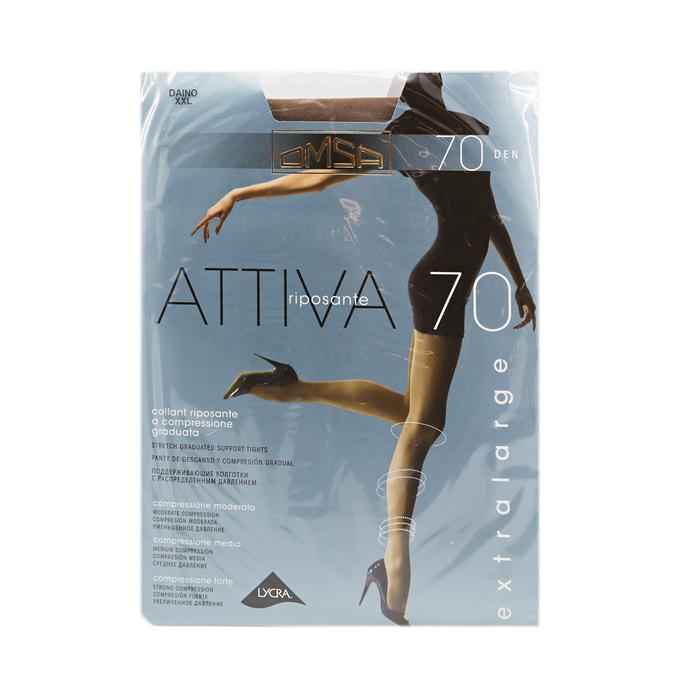 DAINO
XXL
OMSA
70 DEN
ATTIVA 70
riposante
extralarge
collant riposante
a compressione
graduata
STRETCH GRADUATED SUPPORT TIGHTS
PANTY DE DESCANSO Y COMPRESIÓN GRADUAL
ПОДДЕРЖИВАЮЩИЕ КОЛГОТКИ
С РАСПРЕДЕЛЕННЫМ ДАВЛЕНИЕМ
compressione moderata
MODERATE COMPRESSION
COMPRESIÓN MODERADA
УМЕНЬШЕННОЕ ДАВЛЕНИЕ
compressione media
MEDIUM COMPRESSION
COMPRESIÓN MEDIA
СРЕДНЕЕ ДАВЛЕНИЕ
compressione forte
STRONG COMPRESSION
COMPRESIÓN FUERTE
УВЕЛИЧЕННОЕ ДАВЛЕНИЕ
LYCRA.